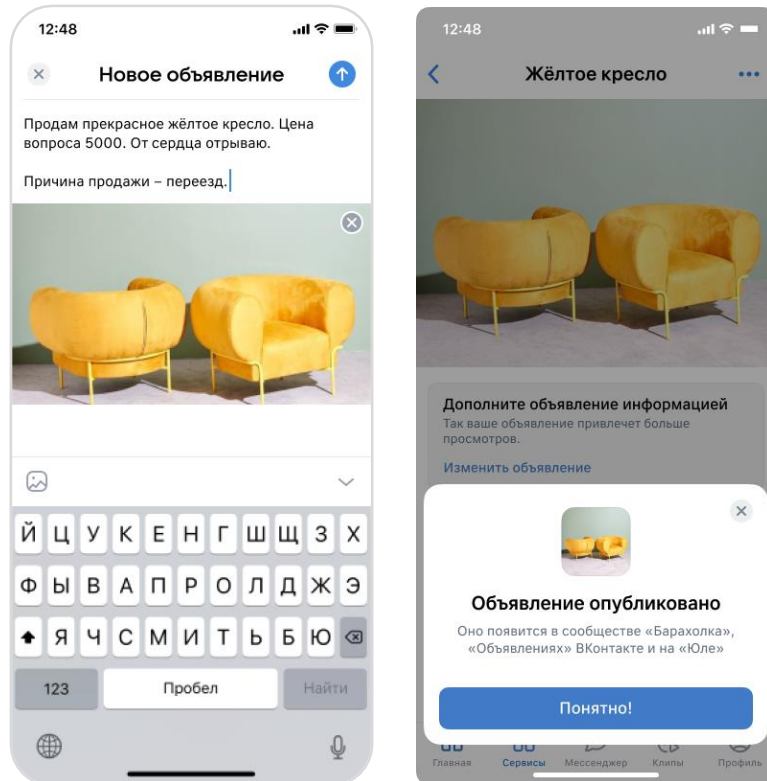 12:48
Новое объявление
Продам прекрасное жёлтое кресло. Цена
вопроса 5000. От сердца отрываю.
Причина продажи – переезд.
Й Ц У К Е Н Г Ш Щ З Х
Ф Ы В А П Р О Л Д Ж Э
Я Ч С М И Т Ь Б Ю
123 Пробел Найти
12:48
Жёлтое кресло
Дополните объявление информацией
Так ваше объявление привлечет больше
просмотров.
Изменить объявление
Объявление опубликовано
Оно появится в сообществе «Барахолка»,
«Объявлениях» ВКонтакте и на «Юле»
Понятно!
Главная Сервисы Мессенджер Клипы Профиль